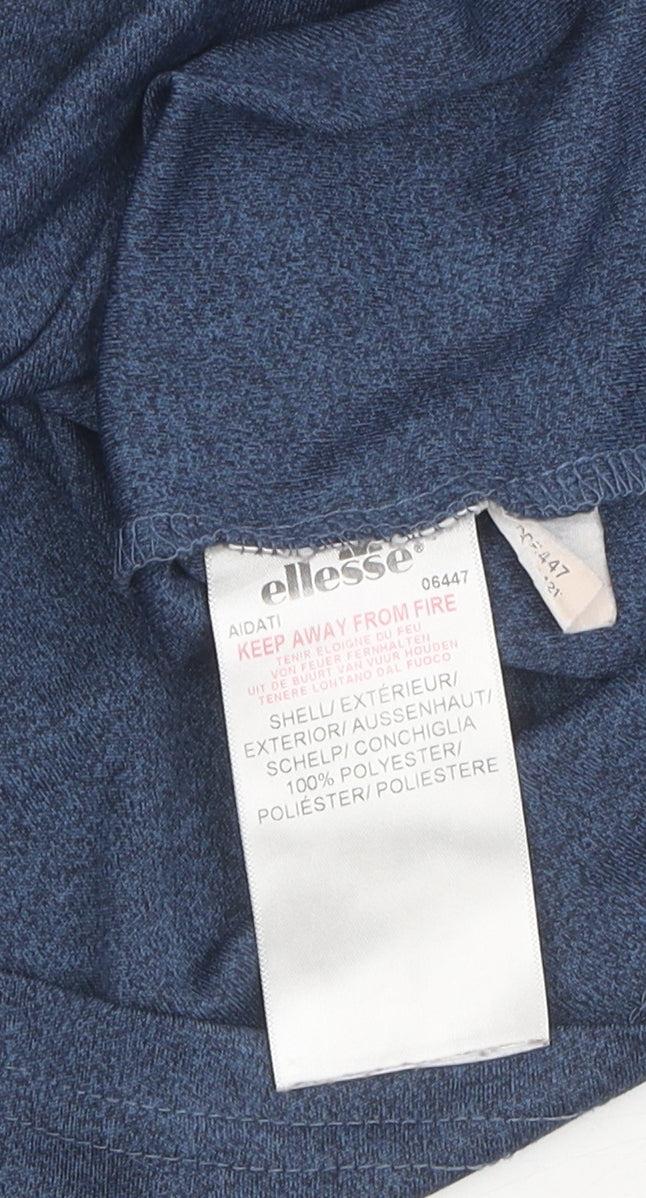 ellesse®
06447
AIDATI
KEEP AWAY FROM FIRE
TENIR ELOIGNE DU FEU
VON FEUER FERNHALTEN
UIT DE BUURT VAN VUUR HOUDEN
TENERE LONTANO DAL FUOCO
SHELL/ EXTÉRIEUR/
EXTERIOR/ AUSSENHAUT/
SCHELP/ CONCHIGLIA
100% POLYESTER/
POLIÉSTER/ POLIESTERE